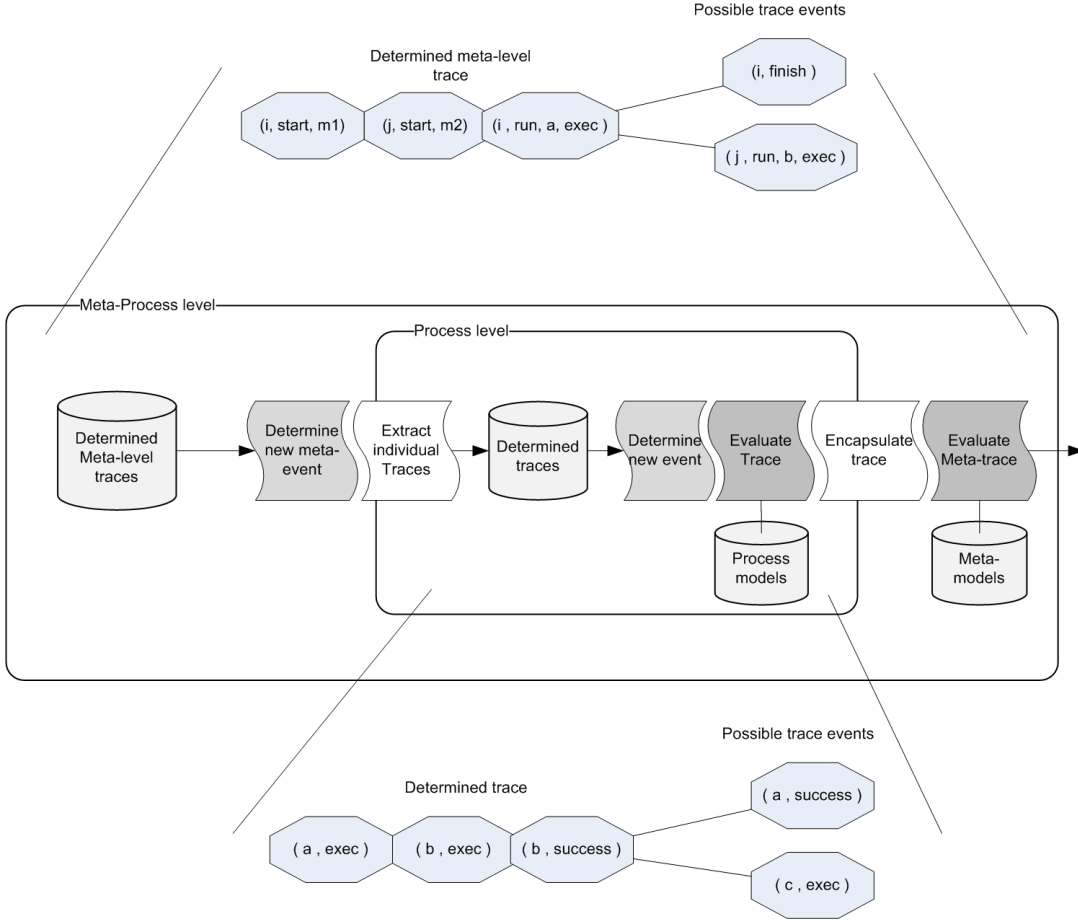 Possible trace events
Determined meta-level
trace
(i, finish )
(i, start, m1)
(j, start, m2)
(i , run, a, exec )
( j , run, b, exec )
Meta-Process level
Process level
Determined
Meta-level
traces
Determine
new meta-
event
Extract
individual
Traces
Determined
traces
Determine
new event
Evaluate
Trace
Encapsulate
trace
Evaluate
Meta-trace
Process
models
Meta-
models
Possible trace events
Determined trace
( a , success )
( a , exec )
( b , exec )
( b , success )
( c , exec )